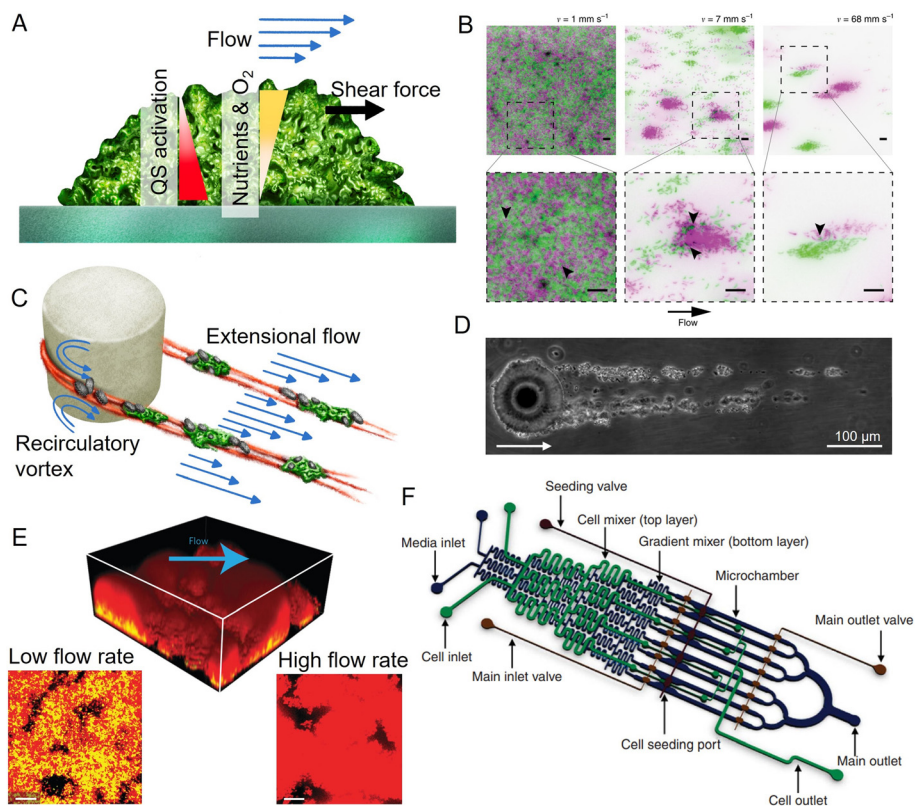 A
Flow
QS activation
Nutrients & O2
Shear force
B
v = 1 mm s−1
v = 7 mm s−1
v = 68 mm s−1
Flow
C
Extensional flow
Recirculatory
vortex
D
100 µm
E
Flow
Low flow rate
High flow rate
F
Seeding valve
Cell mixer (top layer)
Gradient mixer (bottom layer)
Media inlet
Microchamber
Main outlet valve
Cell inlet
Main inlet valve
Cell seeding port
Main outlet
Cell outlet